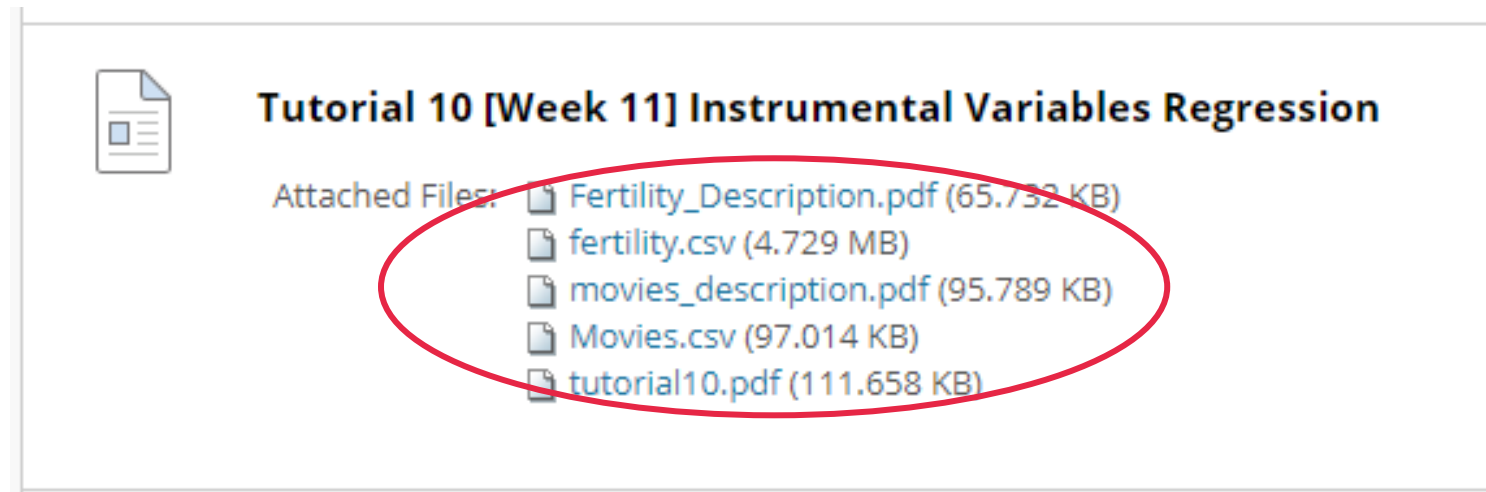 Tutorial 10 [Week 11] Instrumental Variables Regression
Attached Files: Fertility_Description.pdf (65.732 KB)
fertility.csv (4.729 MB)
movies_description.pdf (95.789 KB)
Movies.csv (97.014 KB)
tutorial10.pdf (111.658 KB)